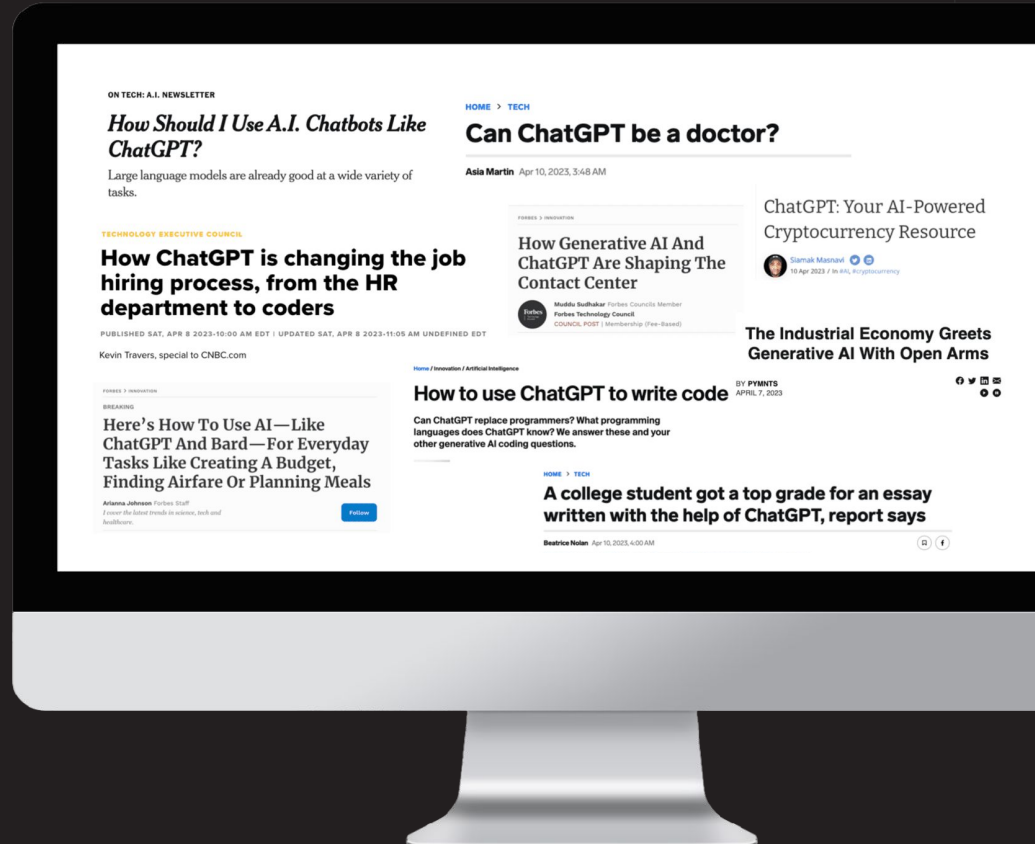 ON TECH: A.I. NEWSLETTER
How Should I Use A.I. Chatbots Like
ChatGPT?
Large language models are already good at a wide variety of
tasks.
HOME > TECH
Can ChatGPT be a doctor?
Asia Martin Apr 10, 2023, 3:48 AM
TECHNOLOGY EXECUTIVE COUNCIL
How ChatGPT is changing the job
hiring process, from the HR
department to coders
PUBLISHED SAT, APR 8 2023-10:00 AM EDT | UPDATED SAT, APR 8 2023-11:05 AM UNDEFINED EDT
Kevin Travers, special to CNBC.com
FORBES > INNOVATION
How Generative AI And
ChatGPT Are Shaping The
Contact Center
Forbes
Muddu Sudhakar Forbes Councils Member
Forbes Technology Council
COUNCIL POST | Membership (Fee-Based)
ChatGPT: Your AI-Powered
Cryptocurrency Resource
Siamak Masnavi
10 Apr 2023 / In #AI, #cryptocurrency
The Industrial Economy Greets
Generative AI With Open Arms
BY PYMNTS
APRIL 7, 2023
Home / Innovation / Artificial Intelligence
How to use ChatGPT to write code
Can ChatGPT replace programmers? What programming
languages does ChatGPT know? We answer these and your
other generative AI coding questions.
FORBES > INNOVATION
BREAKING
Here's How To Use AI—Like
ChatGPT And Bard—For Everyday
Tasks Like Creating A Budget,
Finding Airfare Or Planning Meals
Arianna Johnson Forbes Staff
I cover the latest trends in science, tech and
healthcare.
Follow
HOME > TECH
A college student got a top grade for an essay
written with the help of ChatGPT, report says
Beatrice Nolan Apr 10, 2023, 4:00 AM